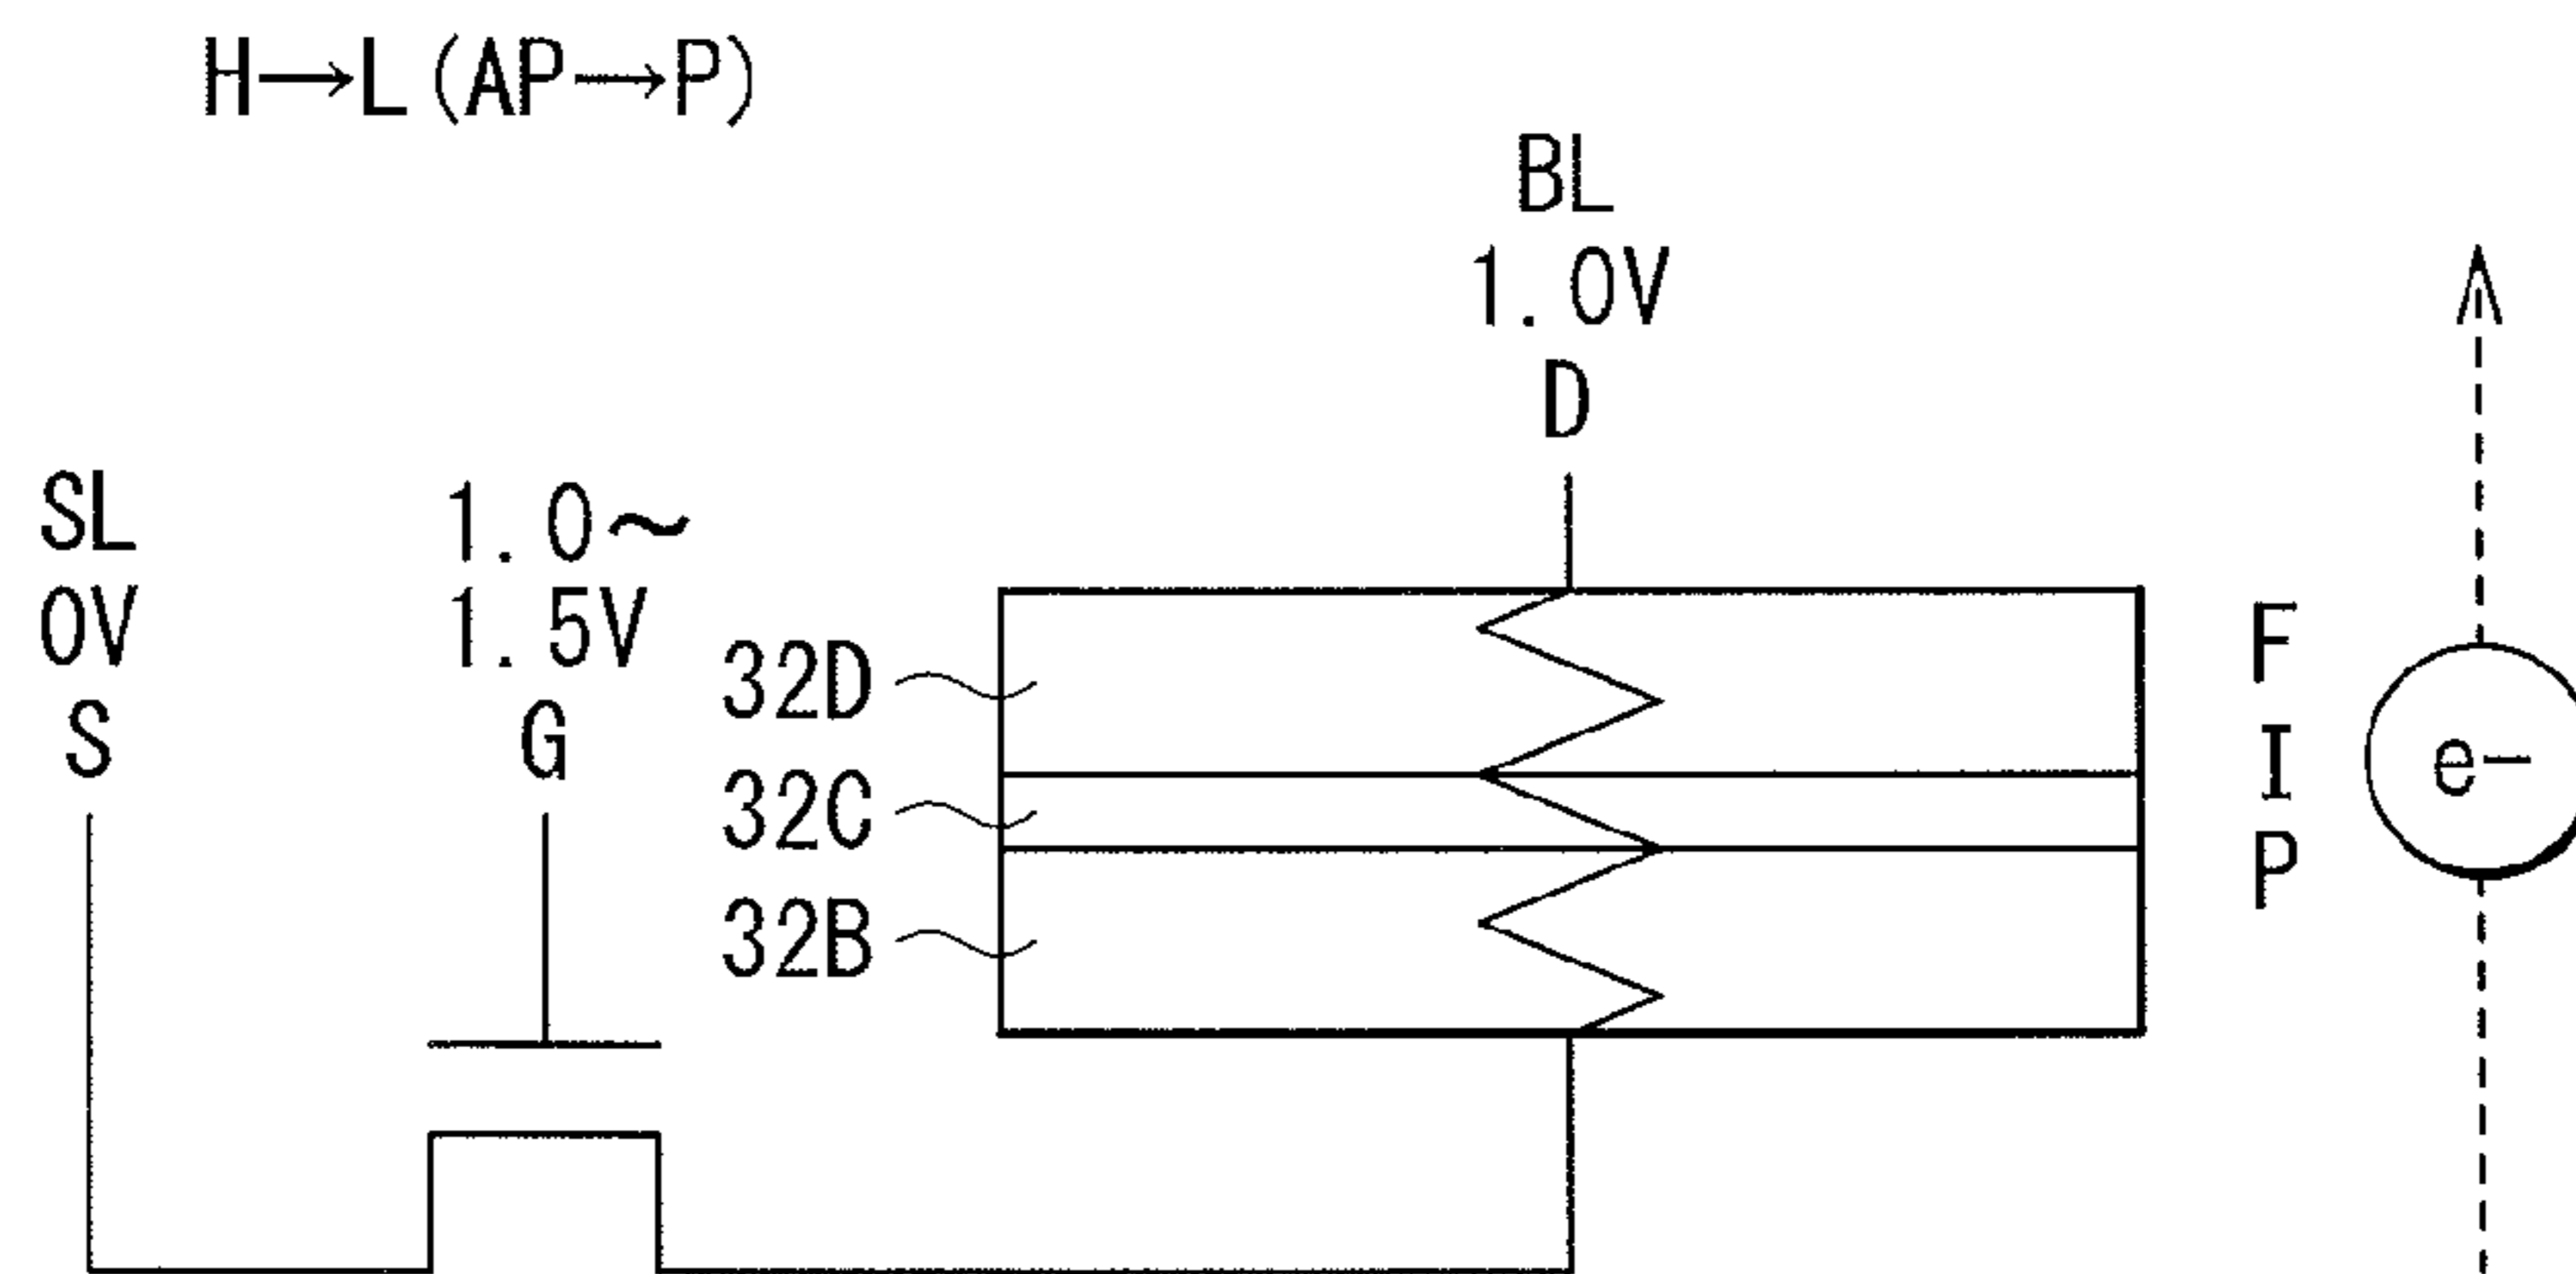 H→L(AP→P)
BL
1.0V
D
SL
0V
S
1.0~
1.5V
G
32D
32C
32B
F
I
P
e-